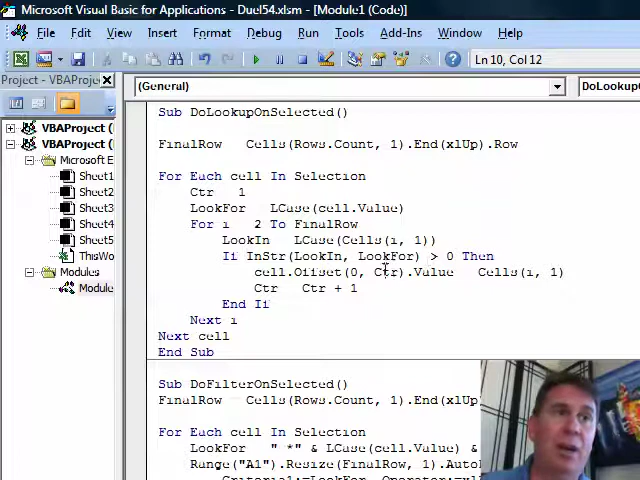 Microsoft Visual Basic for Applications - Duel54.xlsm - [Module1 (Code)]
File Edit View Insert Format Debug Run Tools Add-Ins Window Help
Ln 10, Col 12
Project - VBAProje
(General)
DoLookupO
VBAProject (
VBAProject (
Microsoft E
Sheet1
Sheet2
Sheet3
Sheet4
Sheet5
ThisWo
Modules
Module
Sub DoLookupOnSelected()
FinalRow Cells(Rows.Count, 1).End(xlUp).Row
For Each cell In Selection
Ctr 1
LookFor LCase(cell.Value)
For i 2 To FinalRow
LookIn LCase(Cells(i, 1))
If InStr(LookIn, LookFor) > 0 Then
cell.Offset(0, Ctr).Value Cells(i, 1)
Ctr Ctr + 1
End If
Next i
Next cell
End Sub
Sub DoFilterOnSelected()
FinalRow Cells(Rows.Count, 1).End(xlUp
For Each cell In Selection
LookFor "*" & LCase(cell.Value) &
Range("A1").Resize(FinalRow, 1).Auto